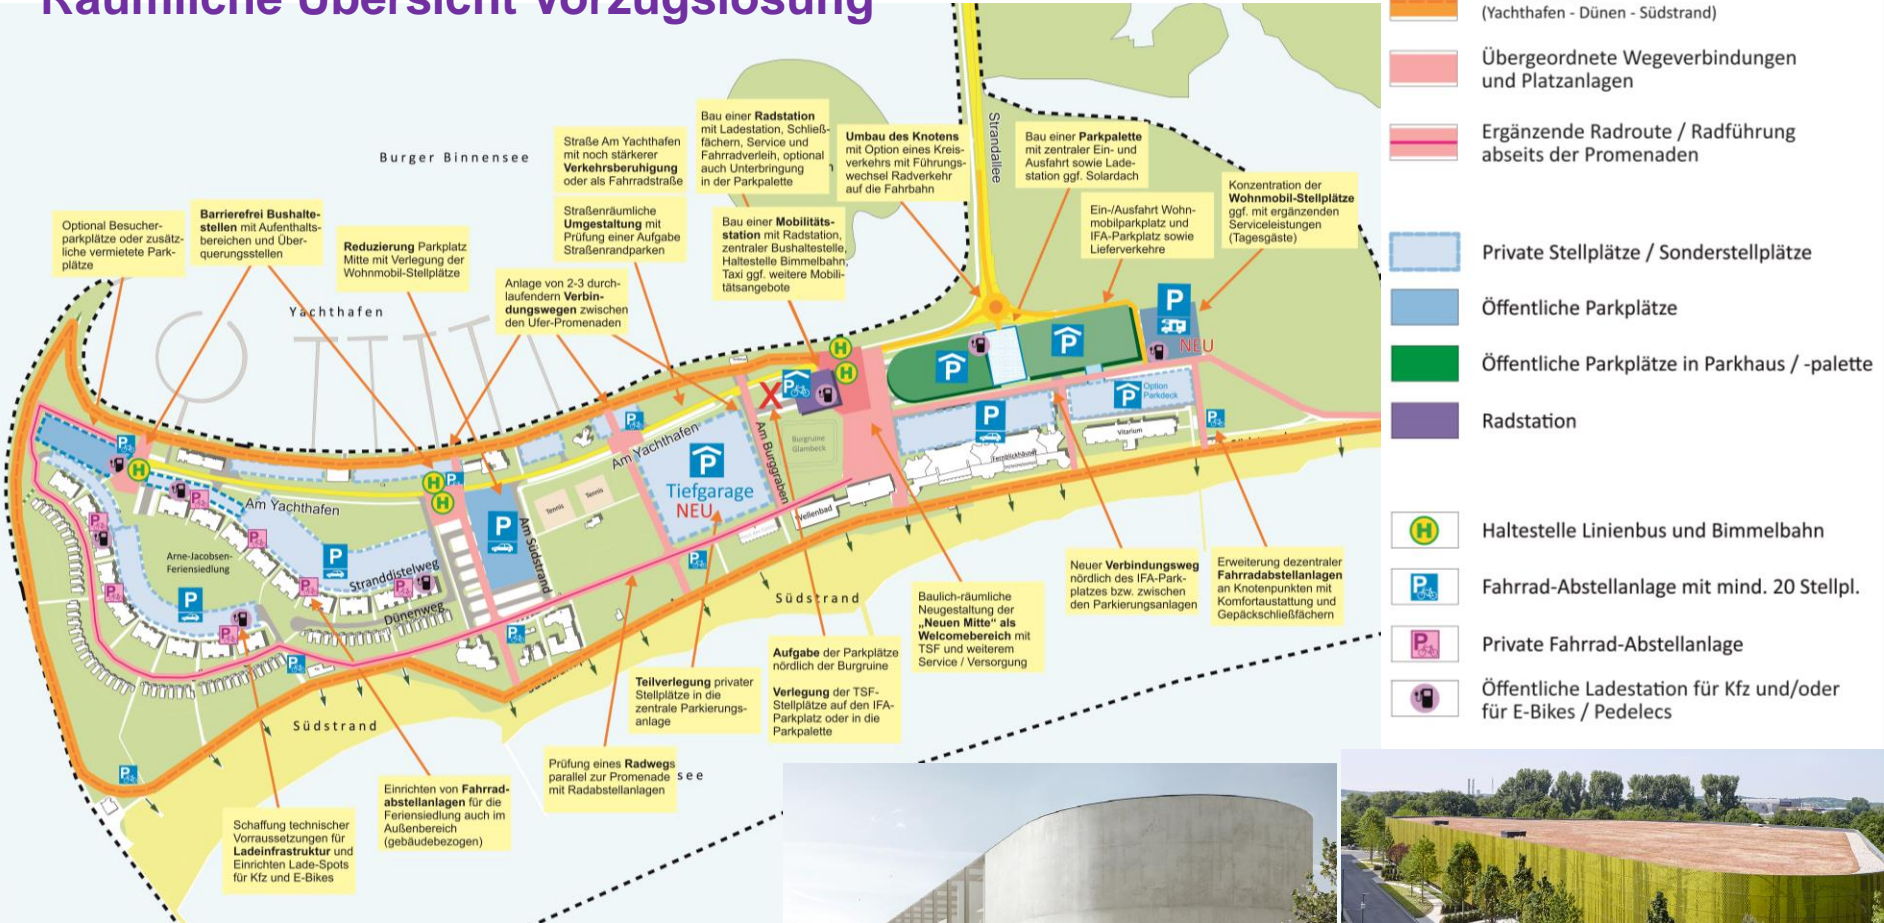 Räumliche Übersicht Vorzugslösung
(Yachthafen - Dünen - Südstrand)
Übergeordnete Wegeverbindungen
und Platzanlagen
Ergänzende Radroute / Radführung
abseits der Promenaden
Private Stellplätze / Sonderstellplätze
Öffentliche Parkplätze
Öffentliche Parkplätze in Parkhaus / -palette
Radstation
H
Haltestelle Linienbus und Bimmelbahn
P
Fahrrad-Abstellanlage mit mind. 20 Stellpl.
P
Private Fahrrad-Abstellanlage
Öffentliche Ladestation für Kfz und/oder
für E-Bikes / Pedelecs
Burger Binnensee
Yachthafen
Strandallee
Optional Besucher-
parkplätze oder zusätz-
liche vermietete Park-
plätze
Barrierefrei Bushalte-
stellen mit Aufenthalts-
bereichen und Über-
querungsstellen
Reduzierung Parkplatz
Mitte mit Verlegung der
Wohnmobil-Stellplätze
Anlage von 2-3 durch-
laufendern Verbin-
dungswegen zwischen
den Ufer-Promenaden
Straße Am Yachthafen
mit noch stärkerer
Verkehrsberuhigung
oder als Fahrradstraße
Straßenräumliche
Umgestaltung mit
Prüfung einer Aufgabe
Straßenrandparken
Bau einer Radstation
mit Ladestation, Schließ-
fächern, Service und
Fahrradverleih, optional
auch Unterbringung
in der Parkpalette
Bau einer Mobilitäts-
station mit Radstation,
zentraler Bushaltestelle,
Haltestelle Bimmelbahn,
Taxi ggf. weitere Mobili-
tätsangebote
Umbau des Knotens
mit Option eines Kreis-
verkehrs mit Führungs-
wechsel Radverkehr
auf die Fahrbahn
Bau einer Parkpalette
mit zentraler Ein- und
Ausfahrt sowie Lade-
station ggf. Solardach
Ein-/Ausfahrt Wohn-
mobilparkplatz und
IFA-Parkplatz sowie
Lieferverkehre
Konzentration der
Wohnmobil-Stellplätze
ggf. mit ergänzenden
Serviceleistungen
(Tagesgäste)
P
NEU
P
P
H
H
P
X
P
Option
Parkdeck
P
P
Vitarium
Fernblickhäuser
Burgruine
Glambeck
Am Burggraben
Am Yachthafen
P
Tiefgarage
NEU
P
Wellenbad
P
Tennis
Tennis
Am Südstrand
P
H
H
P
P
H
P
Am Yachthafen
P
P
P
P
P
P
P
P
P
Arne-Jacobsen-
Feriensiedlung
Stranddistelweg
Dünenweg
P
P
P
Südstrand
Südstrand
see
Neuer Verbindungsweg
nördlich des IFA-Park-
platzes bzw. zwischen
den Parkierungsanlagen
Erweiterung dezentraler
Fahrradabstellanlagen
an Knotenpunkten mit
Komfortaustattung und
Gepäckschließfächern
Baulich-räumliche
Neugestaltung der
„Neuen Mitte“ als
Welcomebereich mit
TSF und weiterem
Service / Versorgung
Aufgabe der Parkplätze
nördlich der Burgruine
Verlegung der TSF-
Stellplätze auf den IFA-
Parkplatz oder in die
Parkpalette
Teilverlegung privater
Stellplätze in die
zentrale Parkierungs-
anlage
Prüfung eines Radwegs
parallel zur Promenade
mit Radabstellanlagen
Einrichten von Fahrrad-
abstellanlagen für die
Feriensiedlung auch im
Außenbereich
(gebäudebezogen)
Schaffung technischer
Vorraussetzungen für
Ladeinfrastruktur und
Einrichten Lade-Spots
für Kfz und E-Bikes